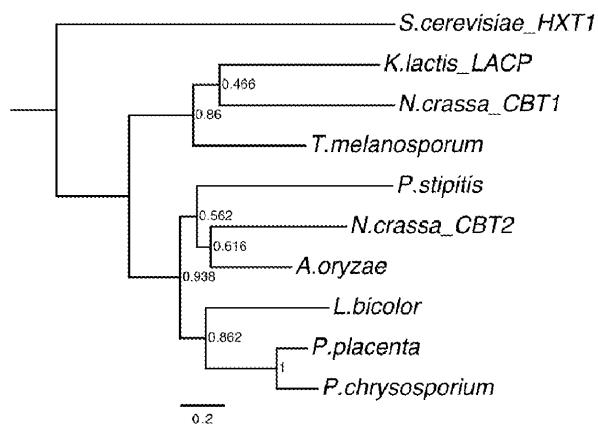 S.cerevisiae_HXT1
K.lactis_LACP
0.466
N.crassa_CBT1
0.86
T.melanosporum
P.stipitis
0.562
N.crassa_CBT2
0.616
A.oryzae
0.938
L.bicolor
0.862
P.placenta
1
P.chrysosporium
0.2